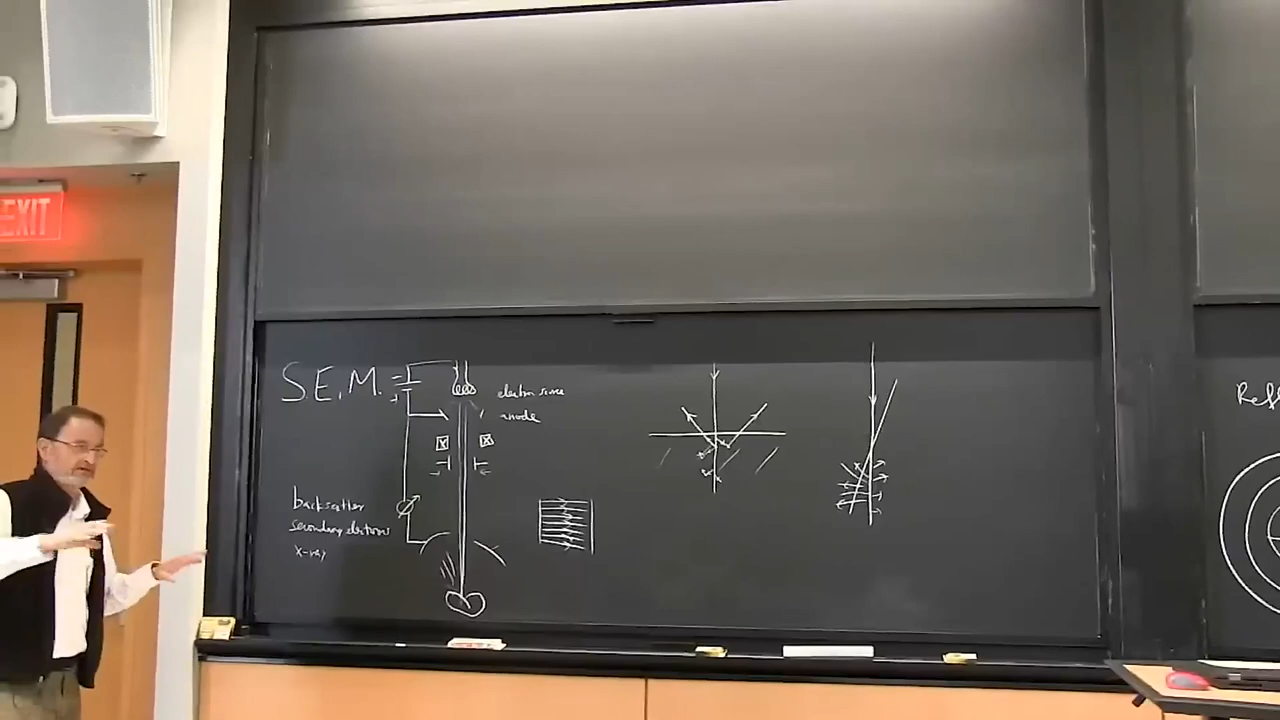 EXIT
S.E.M.
electron source
anode
backscatter
secondary electrons
x-ray
Ref